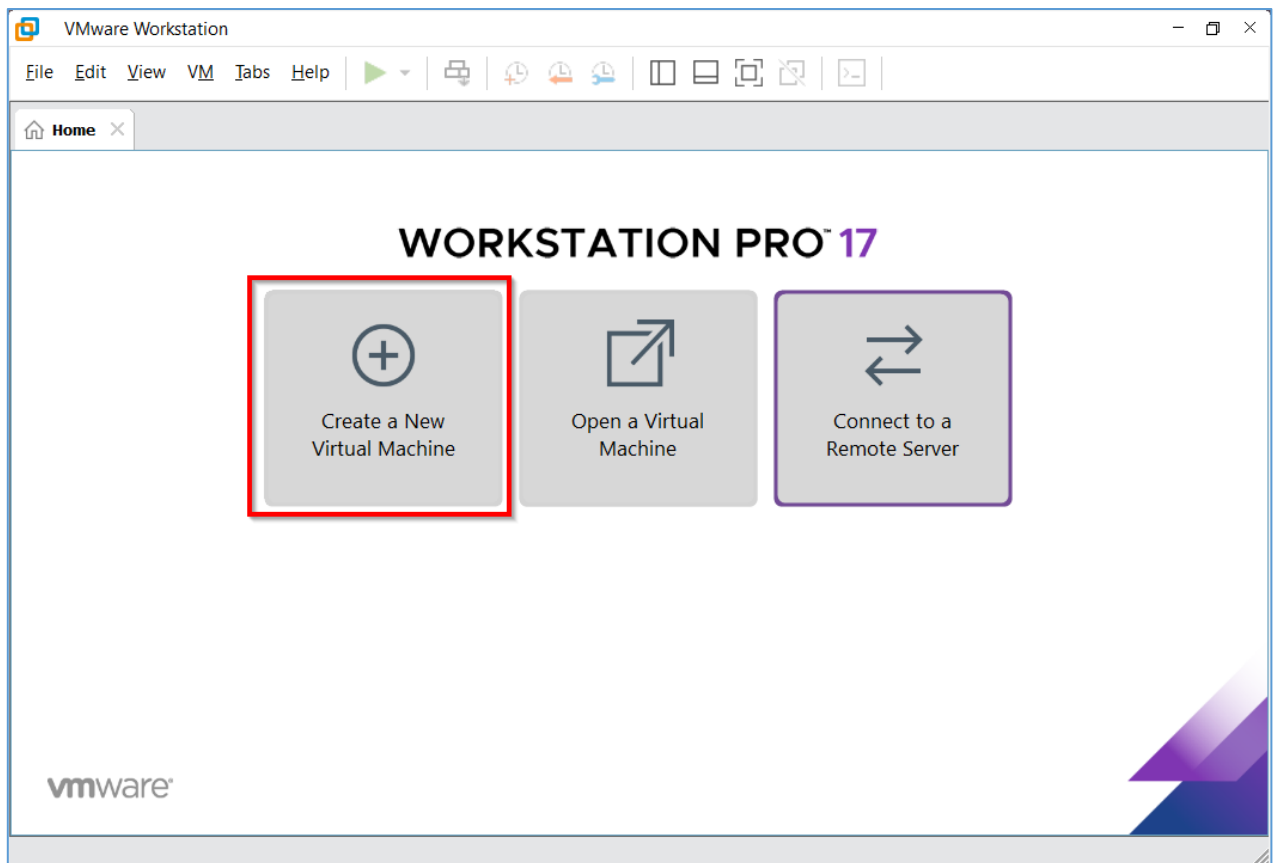 VMware Workstation
File Edit View VM Tabs Help
Home
WORKSTATION PRO™ 17
Create a New
Virtual Machine
Open a Virtual
Machine
Connect to a
Remote Server
vmware®